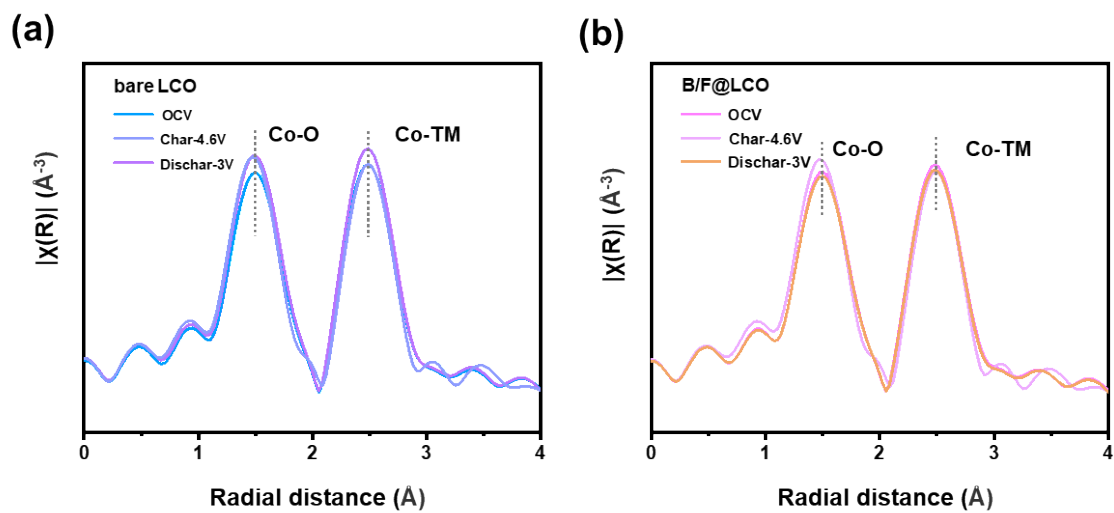 (a)
bare LCO
OCV
Char-4.6V
Dischar-3V
Co-O
Co-TM
|χ(R)| (Å⁻³)
0
1
2
3
4
Radial distance (Å)
(b)
B/F@LCO
OCV
Char-4.6V
Dischar-3V
Co-O
Co-TM
|χ(R)| (Å⁻³)
0
1
2
3
4
Radial distance (Å)